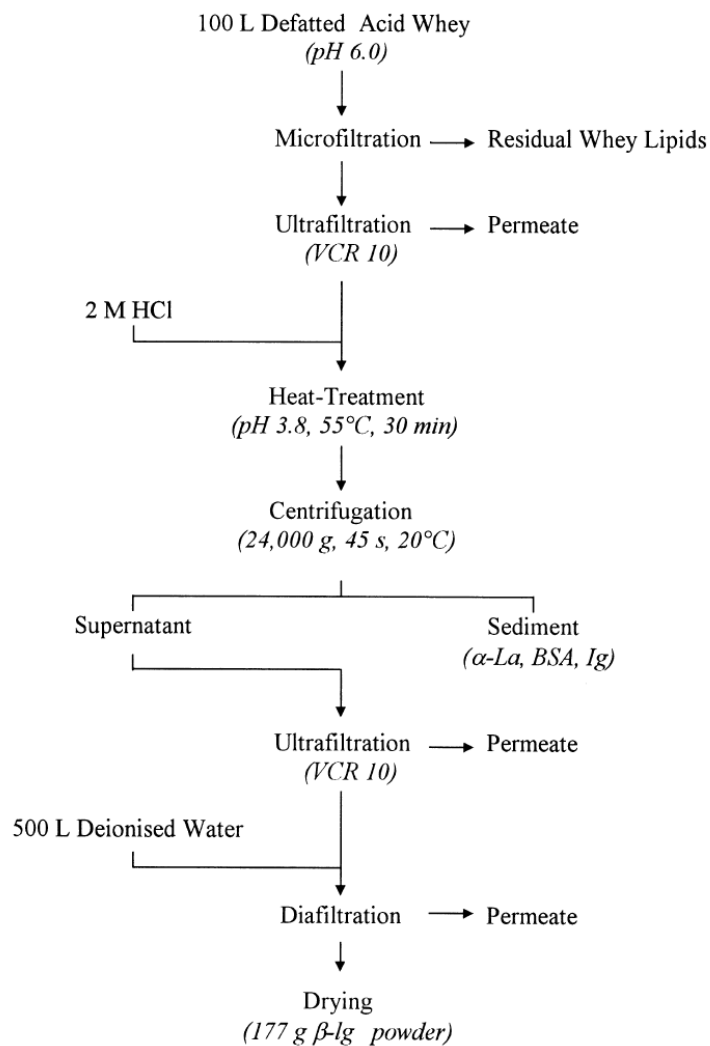 100 L Defatted Acid Whey
(pH 6.0)
Microfiltration
Residual Whey Lipids
Ultrafiltration
Permeate
(VCR 10)
2 M HCl
Heat-Treatment
(pH 3.8, 55°C, 30 min)
Centrifugation
(24,000 g, 45 s, 20°C)
Supernatant
Sediment
(α-La, BSA, Ig)
Ultrafiltration
Permeate
(VCR 10)
500 L Deionised Water
Diafiltration
Permeate
Drying
(177 g β-lg powder)